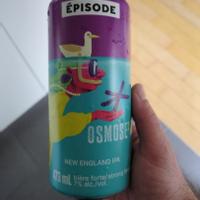 ÉPISODE
OSMOSE
NEW ENGLAND IPA
473 ml
bière forte/strong beer
7% alc./vol.